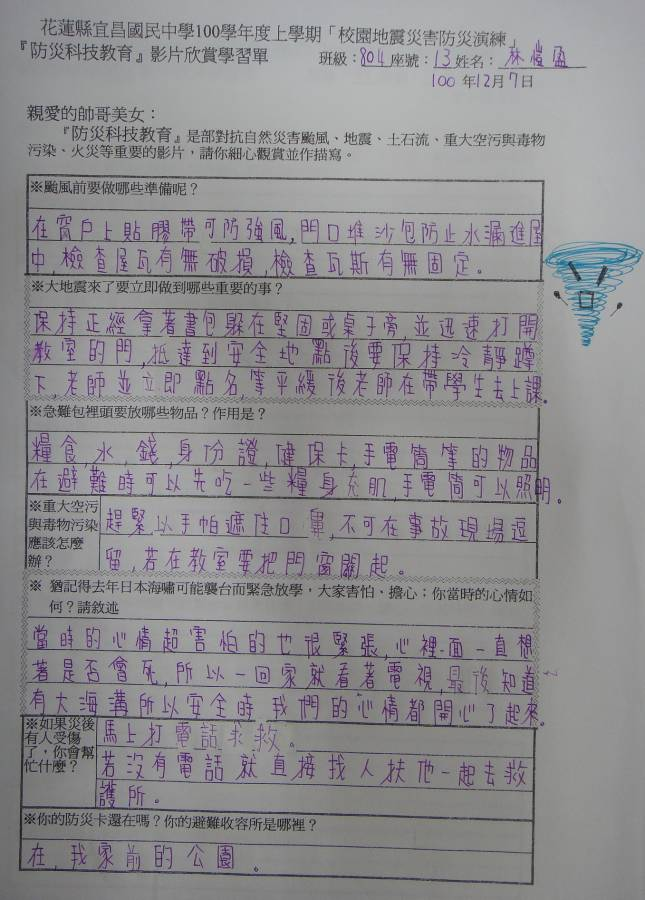 花蓮縣宜昌國民中學100學年度上學期「校園地震災害防災演練」
『防災科技教育』影片欣賞學習單 班級：804 座號：13 姓名：林愷盈
100 年12月7日
親愛的帥哥美女：
『防災科技教育』是部對抗自然災害颱風、地震、土石流、重大空污與毒物
污染、火災等重要的影片，請你細心觀賞並作描寫。
※颱風前要做哪些準備呢？
在窗戶上貼膠帶可防強風,門口堆沙包防止水漏進屋
中,檢查屋瓦有無破損,檢查瓦斯有無固定。
※大地震來了要立即做到哪些重要的事？
保持正經拿著書包躲在堅固或桌子旁,並迅速打開
教室的門,抵達到安全地點後要保持冷靜蹲
下,老師並立即點名,等平緩後老師在帶學生去上課。
※急難包裡頭要放哪些物品？作用是？
糧食,水,錢,身份證,健保卡,手電筒等的物品
在避難時可以先吃一些糧身充肌,手電筒可以照明。
※重大空污
與毒物污染
應該怎麼
辦？
趕緊以手帕遮住口鼻,不可在事故現場逗
留,若在教室要把門窗關起。
※ 猶記得去年日本海嘯可能襲台而緊急放學，大家害怕、擔心；你當時的心情如
何？請敘述
當時的心情超害怕的也很緊張,心裡一面一直想
著是否會死,所以一回家就看著電視,最後知道
有大海溝所以安全時我們的心情都開心了起來。
※如果災後
有人受傷
了，你會幫
忙什麼？
馬上打電話求救。
若沒有電話就直接找人扶他一起去救
護所。
※你的防災卡還在嗎？你的避難收容所是哪裡？
在,我家前的公園。